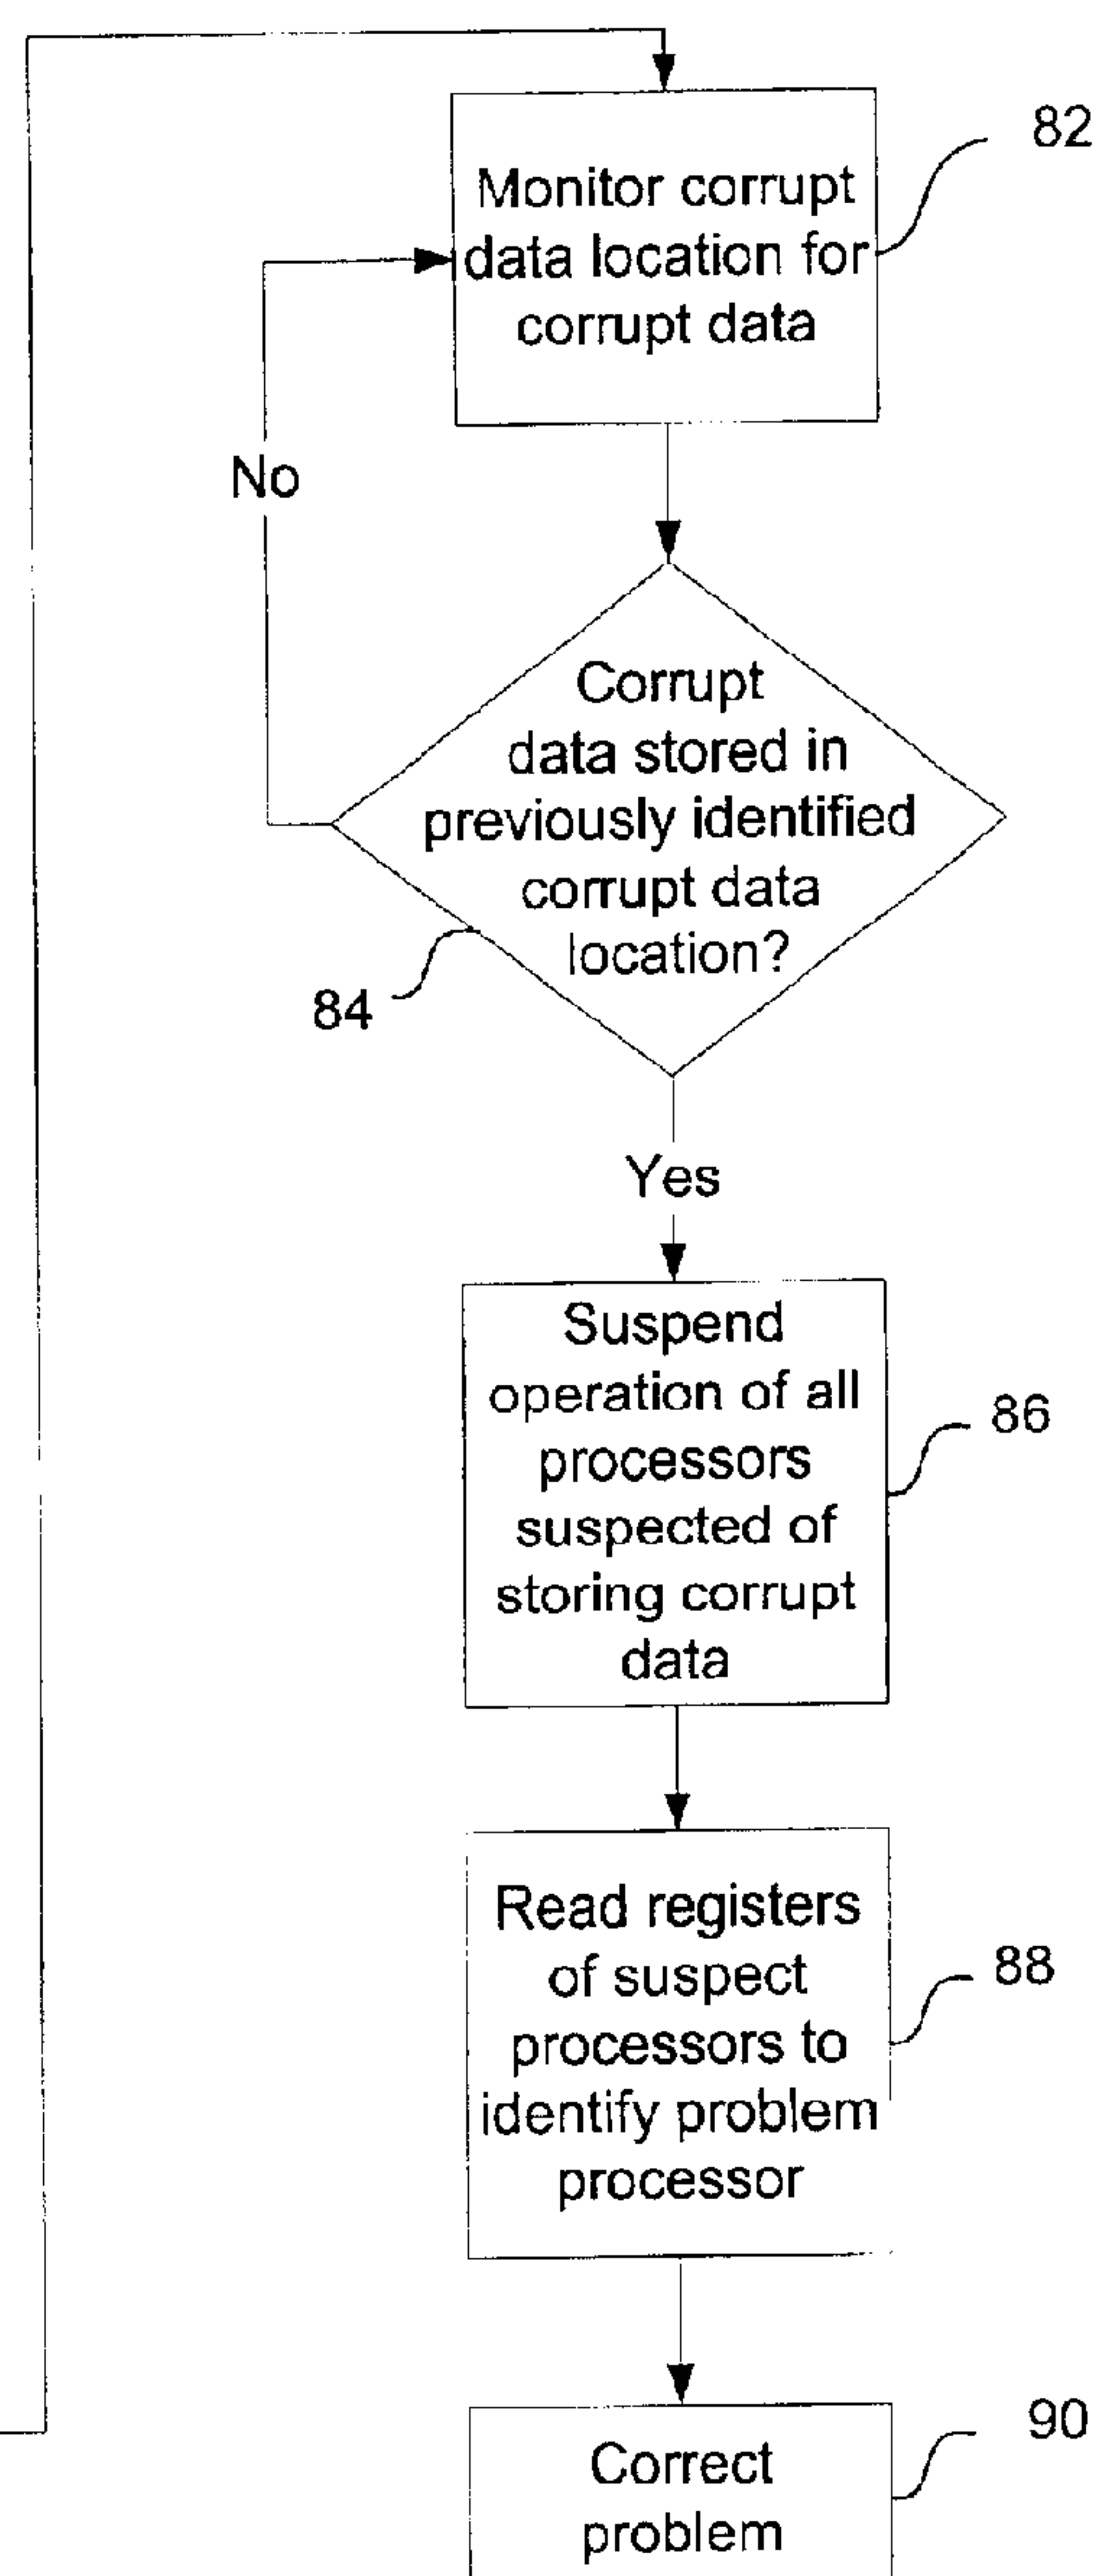 82
Monitor corrupt
data location for
corrupt data
No
Corrupt
data stored in
previously identified
corrupt data
location?
84
Yes
Suspend
operation of all
processors
suspected of
storing corrupt
data
86
Read registers
of suspect
processors to
identify problem
processor
88
90
Correct
problem